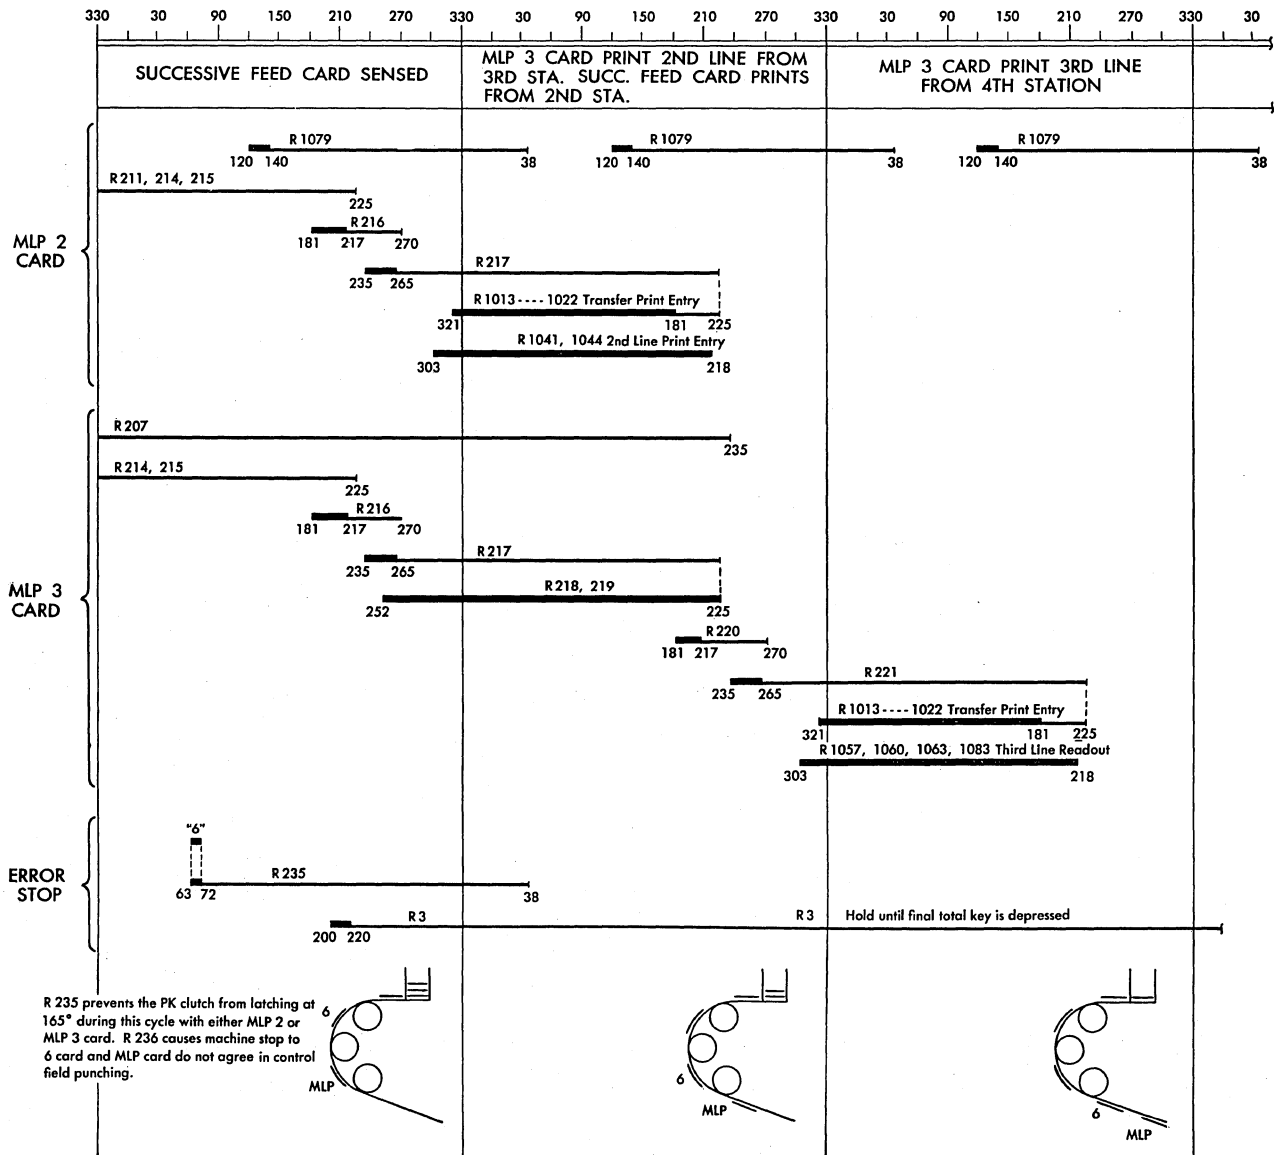 330 30 90 150 210 270 330 30 90 150 210 270 330 30 90 150 210 270 330 30
SUCCESSIVE FEED CARD SENSED
MLP 3 CARD PRINT 2ND LINE FROM
3RD STA. SUCC. FEED CARD PRINTS
FROM 2ND STA.
MLP 3 CARD PRINT 3RD LINE
FROM 4TH STATION
MLP 2
CARD
R 1079 R 1079 R 1079
120 140 38 120 140 38 120 140 38
R 211, 214, 215
225
R 216
181 217 270
R 217
235 265
R 1013 ---- 1022 Transfer Print Entry
321 181 225
R 1041, 1044 2nd Line Print Entry
303 218
MLP 3
CARD
R 207
235
R 214, 215
225
R 216
181 217 270
R 217
235 265
R 218, 219
252 225
R 220
181 217 270
R 221
235 265
R 1013 ---- 1022 Transfer Print Entry
321 181 225
R 1057, 1060, 1063, 1083 Third Line Readout
303 218
ERROR
STOP
"6"
R 235
63 72 38
R 3 R 3 Hold until final total key is depressed
200 220
R 235 prevents the PK clutch from latching at
165° during this cycle with either MLP 2 or
MLP 3 card. R 236 causes machine stop to
6 card and MLP card do not agree in control
field punching.
6
MLP
6
MLP
6
MLP